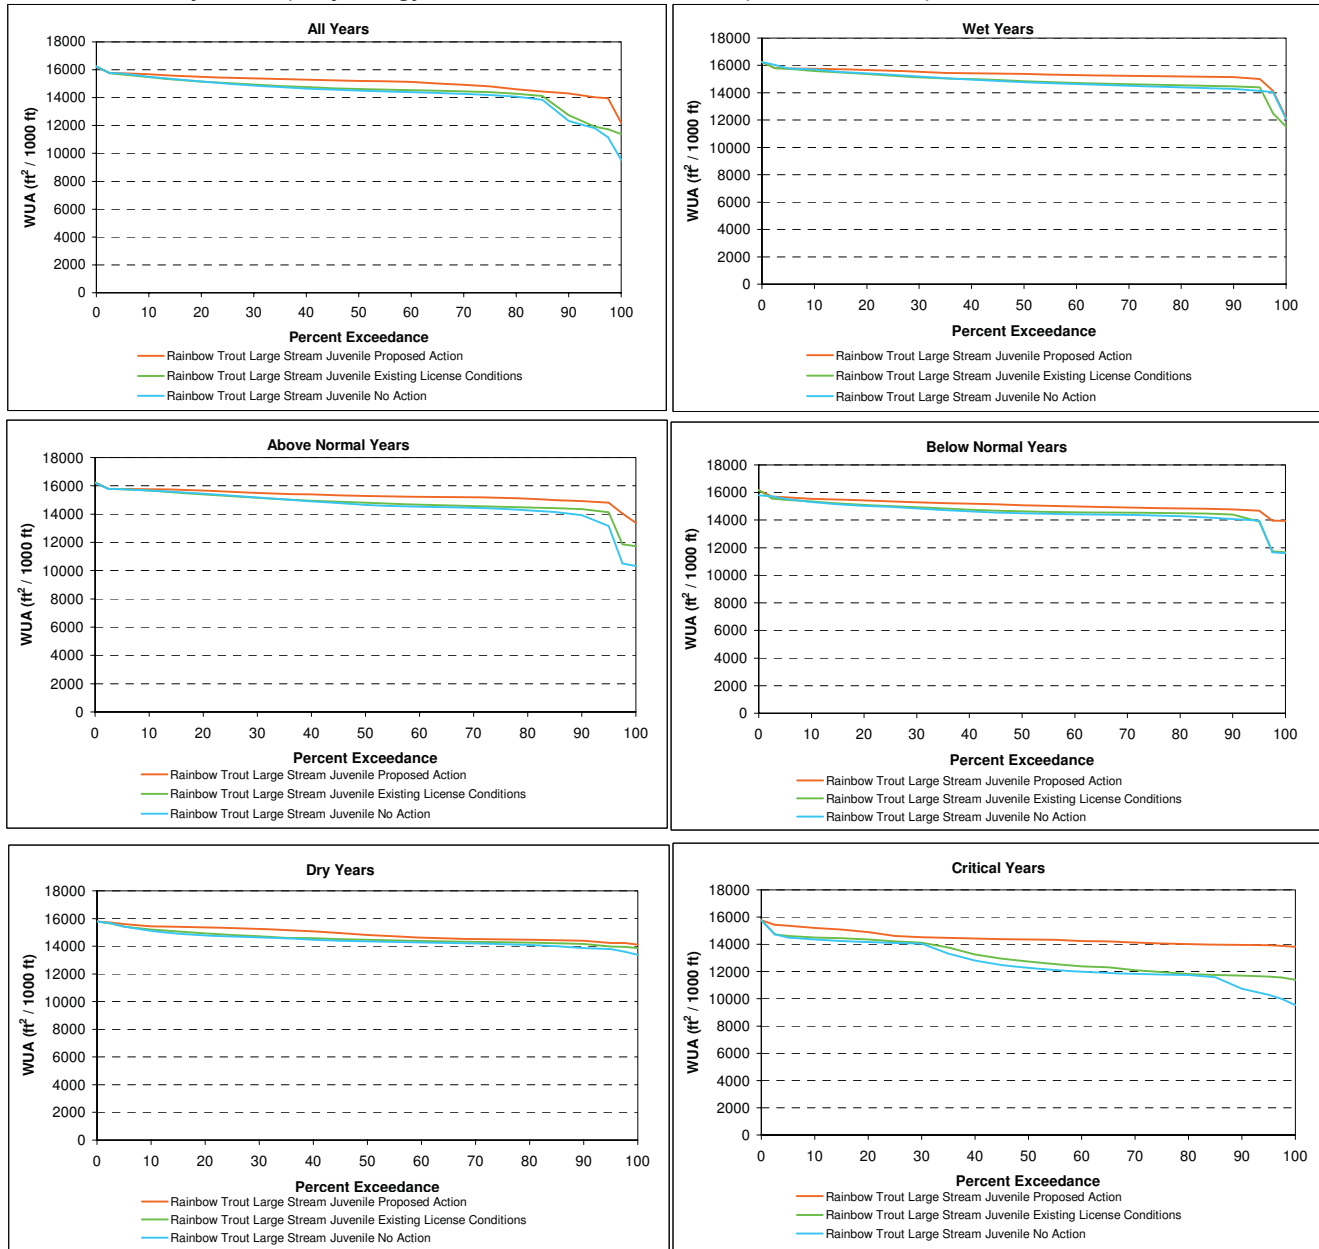 All Years
18000
16000
14000
12000
10000
8000
6000
4000
2000
0
WUA (ft² / 1000 ft)
0 10 20 30 40 50 60 70 80 90 100
Percent Exceedance
Rainbow Trout Large Stream Juvenile Proposed Action
Rainbow Trout Large Stream Juvenile Existing License Conditions
Rainbow Trout Large Stream Juvenile No Action
Wet Years
18000
16000
14000
12000
10000
8000
6000
4000
2000
0
WUA (ft² / 1000 ft)
0 10 20 30 40 50 60 70 80 90 100
Percent Exceedance
Rainbow Trout Large Stream Juvenile Proposed Action
Rainbow Trout Large Stream Juvenile Existing License Conditions
Rainbow Trout Large Stream Juvenile No Action
Above Normal Years
18000
16000
14000
12000
10000
8000
6000
4000
2000
0
WUA (ft² / 1000 ft)
0 10 20 30 40 50 60 70 80 90 100
Percent Exceedance
Rainbow Trout Large Stream Juvenile Proposed Action
Rainbow Trout Large Stream Juvenile Existing License Conditions
Rainbow Trout Large Stream Juvenile No Action
Below Normal Years
18000
16000
14000
12000
10000
8000
6000
4000
2000
0
WUA (ft² / 1000 ft)
0 10 20 30 40 50 60 70 80 90 100
Percent Exceedance
Rainbow Trout Large Stream Juvenile Proposed Action
Rainbow Trout Large Stream Juvenile Existing License Conditions
Rainbow Trout Large Stream Juvenile No Action
Dry Years
18000
16000
14000
12000
10000
8000
6000
4000
2000
0
WUA (ft² / 1000 ft)
0 10 20 30 40 50 60 70 80 90 100
Percent Exceedance
Rainbow Trout Large Stream Juvenile Proposed Action
Rainbow Trout Large Stream Juvenile Existing License Conditions
Rainbow Trout Large Stream Juvenile No Action
Critical Years
18000
16000
14000
12000
10000
8000
6000
4000
2000
0
WUA (ft² / 1000 ft)
0 10 20 30 40 50 60 70 80 90 100
Percent Exceedance
Rainbow Trout Large Stream Juvenile Proposed Action
Rainbow Trout Large Stream Juvenile Existing License Conditions
Rainbow Trout Large Stream Juvenile No Action